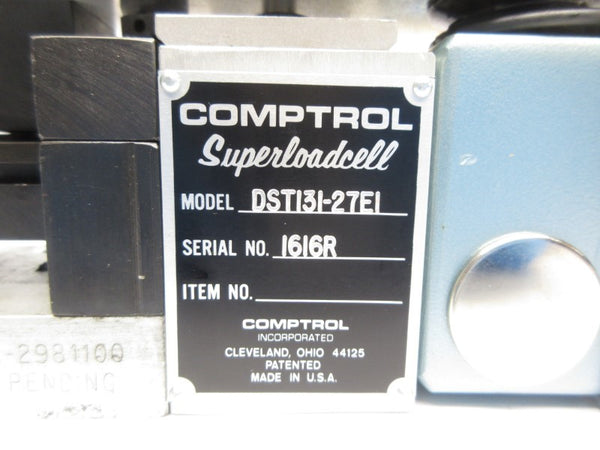 COMPTROL
Superloadcell
MODEL DST131-27E1
SERIAL NO. 1616R
ITEM NO.
COMPTROL
INCORPORATED
CLEVELAND, OHIO 44125
PATENTED
MADE IN U.S.A.
-2981100
PENDING